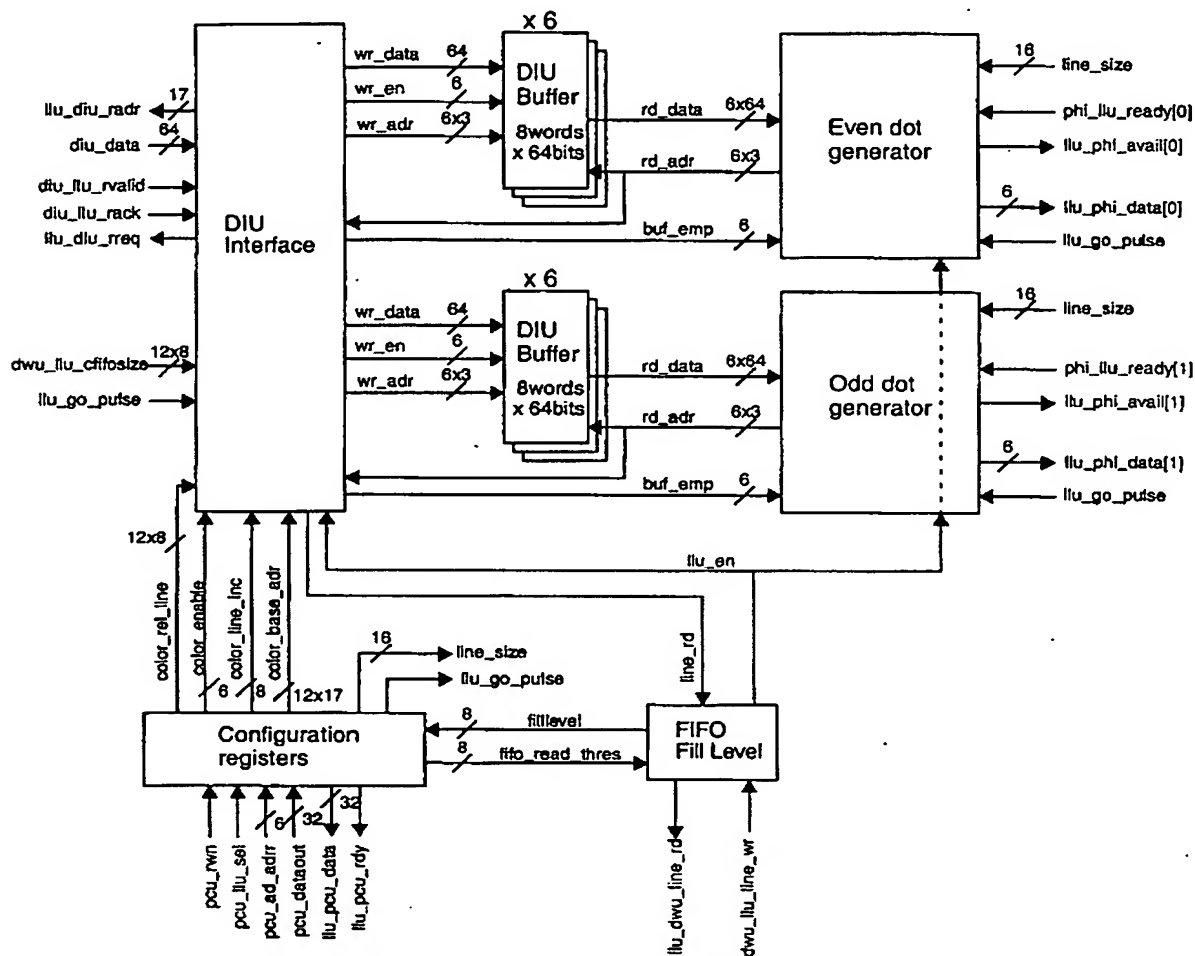 x 6
wr_data 64
wr_en 6
wr_adr 6x3
DIU
Buffer
8words
x 64bits
rd_data 6x64
rd_adr 6x3
buf_emp 6
Even dot
generator
16 line_size
phi_llu_ready[0]
llu_phi_avail[0]
6 llu_phi_data[0]
llu_go_pulse
llu_diu_radr 17
diu_data 64
diu_llu_rvalid
diu_llu_rack
llu_diu_rreq
DIU
Interface
dwu_llu_cfifosize 12x8
llu_go_pulse
x 6
wr_data 64
wr_en 6
wr_adr 6x3
DIU
Buffer
8words
x 64bits
rd_data 6x64
rd_adr 6x3
buf_emp 6
Odd dot
generator
16 line_size
phi_llu_ready[1]
llu_phi_avail[1]
6 llu_phi_data[1]
llu_go_pulse
llu_en
12x8
color_rel_line
color_enable
6
color_line_inc
8
color_base_adr
12x17
16 line_size
llu_go_pulse
line_rd
Configuration
registers
8 filllevel
8 fifo_read_thres
FIFO
Fill Level
pcu_rwn
pcu_llu_sel
pcu_ad_adrr
6
pcu_dataout
32
llu_pcu_data
32
llu_pcu_rdy
llu_dwu_line_rd
dwu_llu_line_wr